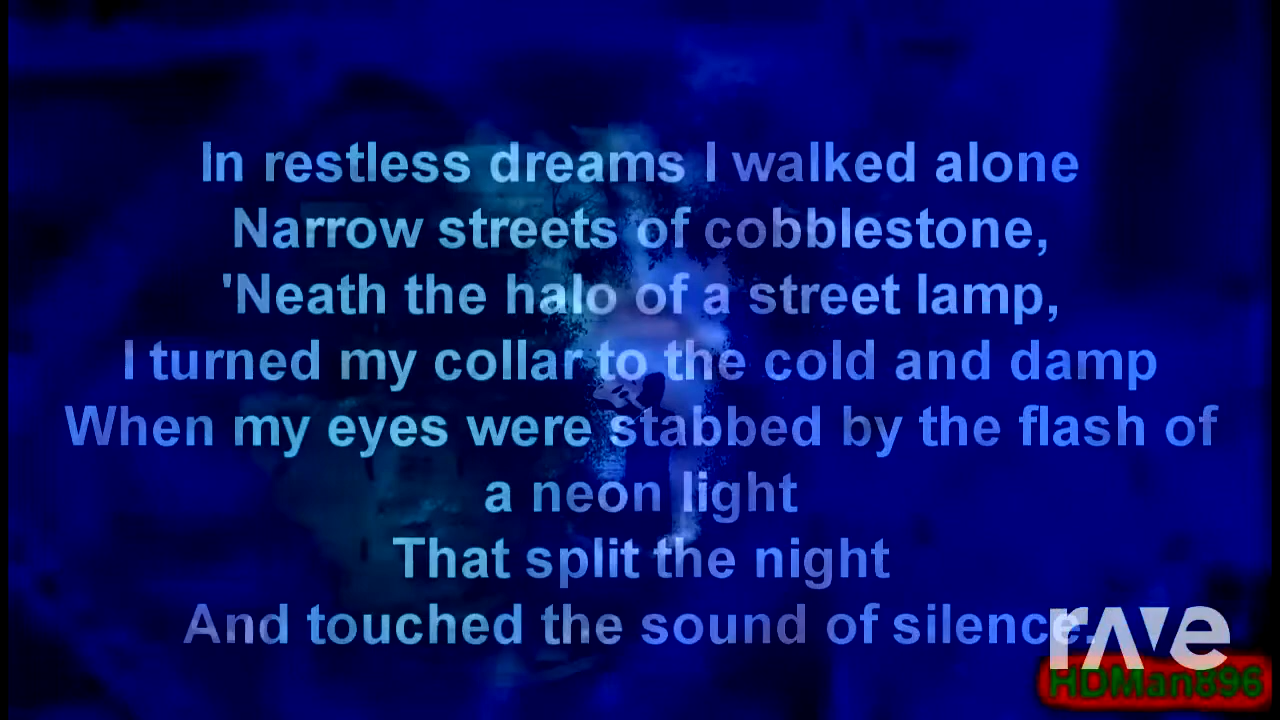 In restless dreams I walked alone
Narrow streets of cobblestone,
'Neath the halo of a street lamp,
I turned my collar to the cold and damp
When my eyes were stabbed by the flash of
a neon light
That split the night
And touched the sound of silence.
rave
HDMan896